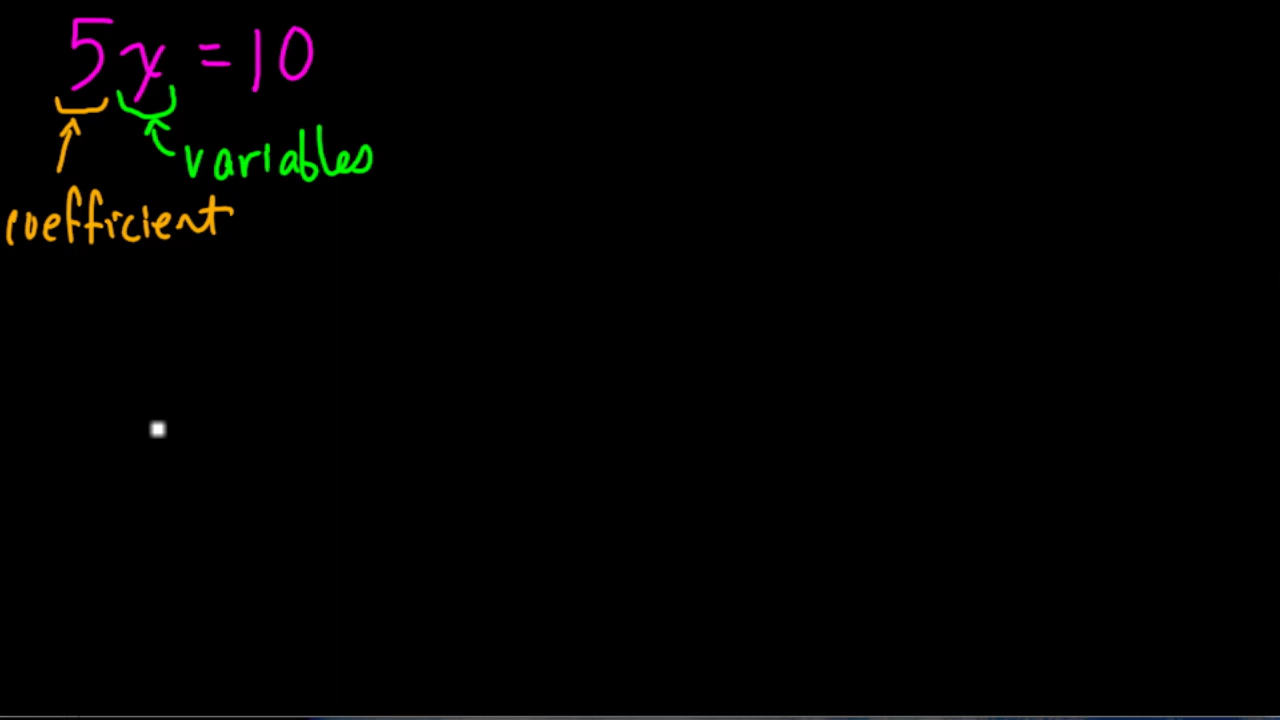 5x = 10
variables
coefficient